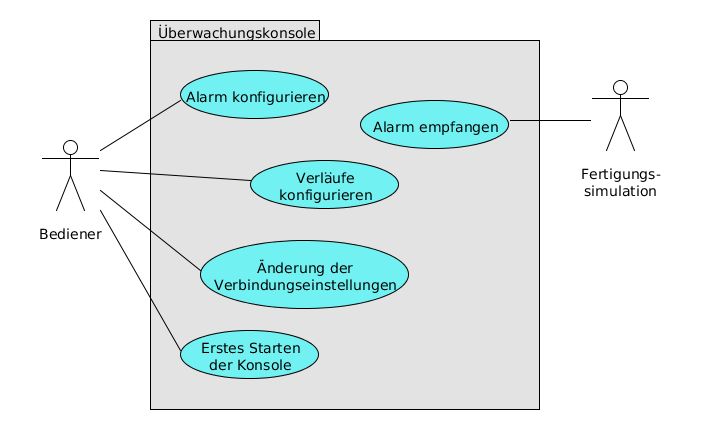 Überwachungskonsole
Alarm konfigurieren
Alarm empfangen
Verläufe
konfigurieren
Fertigungs-
simulation
Bediener
Änderung der
Verbindungseinstellungen
Erstes Starten
der Konsole